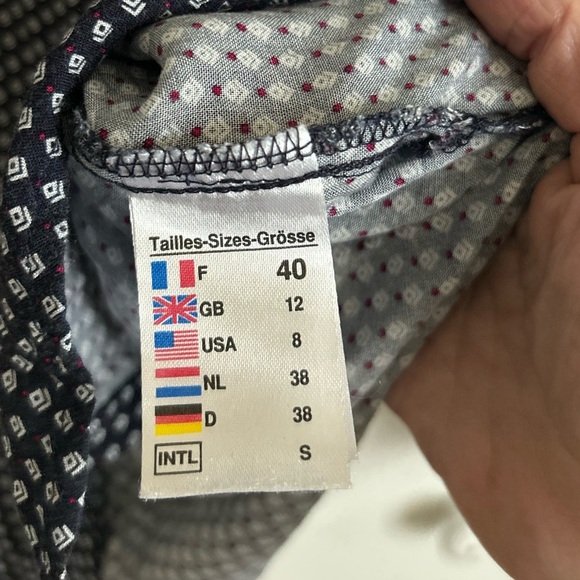 Tailles-Sizes-Grösse
F 40
GB 12
USA 8
NL 38
D 38
INTL S